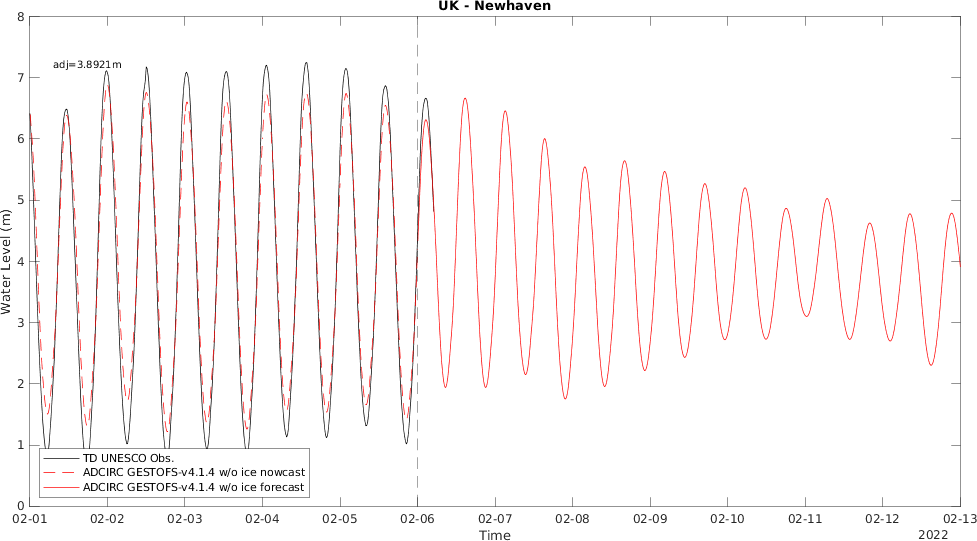 UK - Newhaven
adj=3.8921m
Water Level (m)
8
7
6
5
4
3
2
1
0
TD UNESCO Obs.
ADCIRC GESTOFS-v4.1.4 w/o ice nowcast
ADCIRC GESTOFS-v4.1.4 w/o ice forecast
02-01 02-02 02-03 02-04 02-05 02-06 02-07 02-08 02-09 02-10 02-11 02-12 02-13
Time
2022